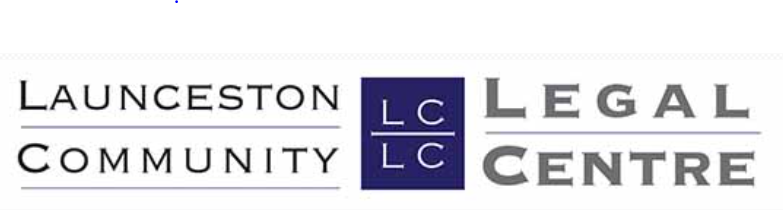 LAUNCESTON
COMMUNITY
LC
LC
LEGAL
CENTRE